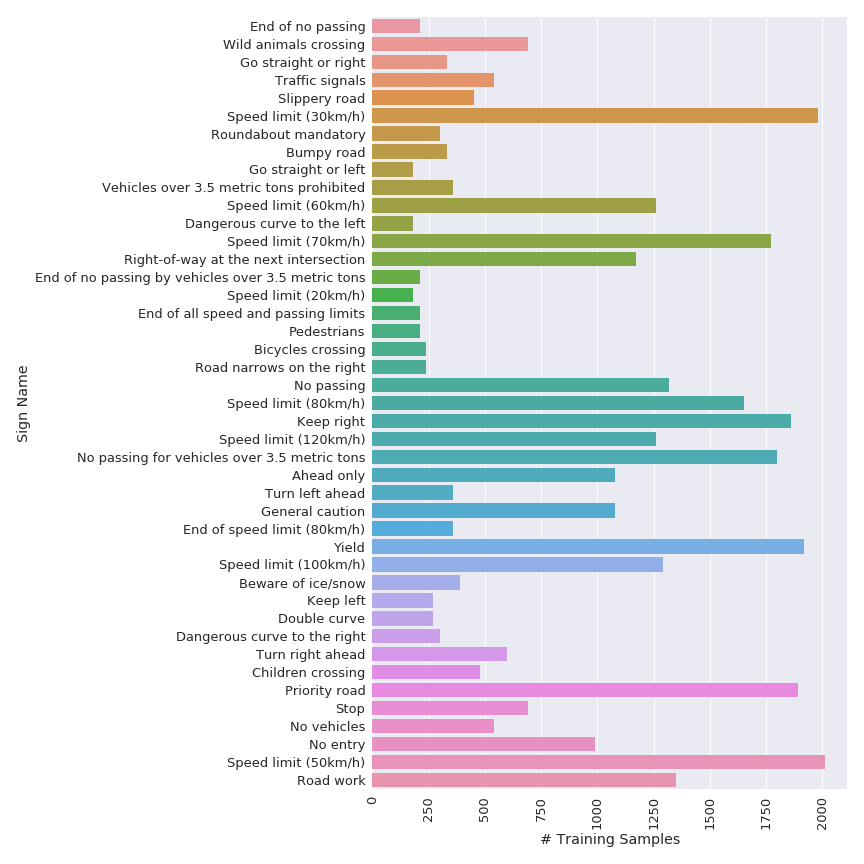 End of no passing
Wild animals crossing
Go straight or right
Traffic signals
Slippery road
Speed limit (30km/h)
Roundabout mandatory
Bumpy road
Go straight or left
Vehicles over 3.5 metric tons prohibited
Speed limit (60km/h)
Dangerous curve to the left
Speed limit (70km/h)
Right-of-way at the next intersection
End of no passing by vehicles over 3.5 metric tons
Speed limit (20km/h)
End of all speed and passing limits
Pedestrians
Bicycles crossing
Road narrows on the right
No passing
Speed limit (80km/h)
Keep right
Speed limit (120km/h)
No passing for vehicles over 3.5 metric tons
Ahead only
Turn left ahead
General caution
End of speed limit (80km/h)
Yield
Speed limit (100km/h)
Beware of ice/snow
Keep left
Double curve
Dangerous curve to the right
Turn right ahead
Children crossing
Priority road
Stop
No vehicles
No entry
Speed limit (50km/h)
Road work
Sign Name
0 250 500 750 1000 1250 1500 1750 2000
# Training Samples